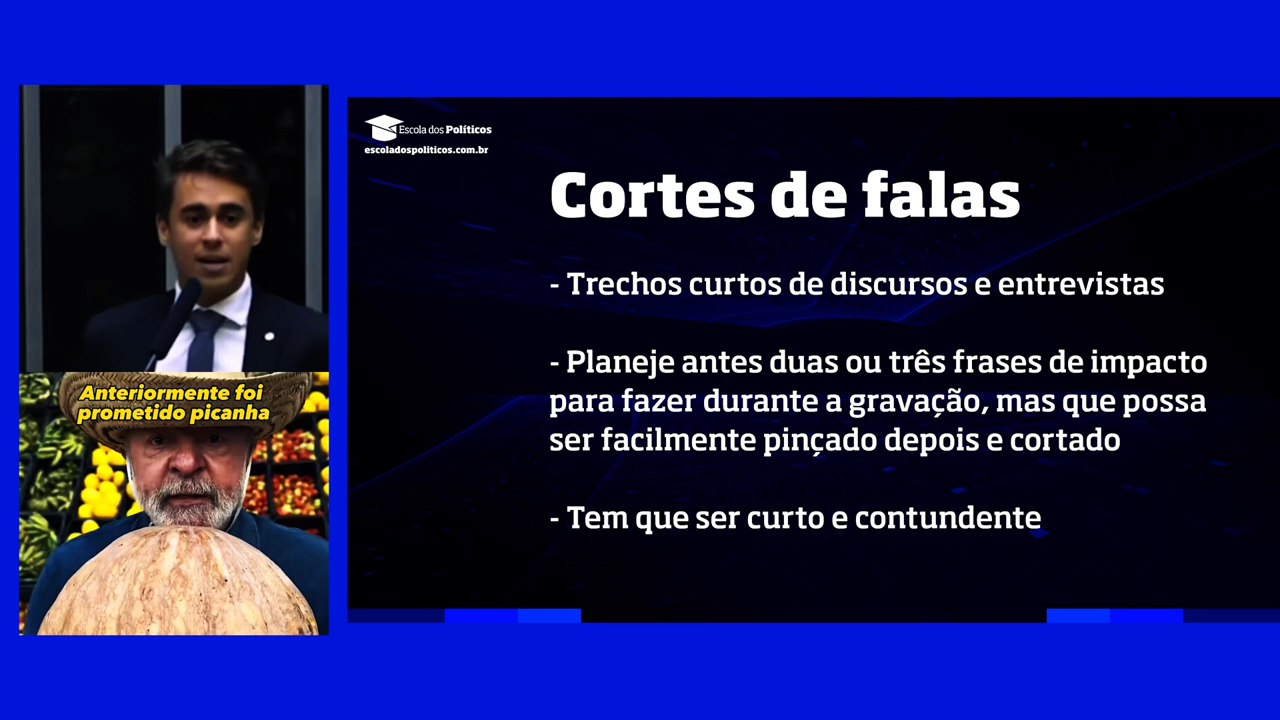 Anteriormente foi
prometido picanha
Escola dos Políticos
escoladospoliticos.com.br
Cortes de falas
- Trechos curtos de discursos e entrevistas
- Planeje antes duas ou três frases de impacto
para fazer durante a gravação, mas que possa
ser facilmente pinçado depois e cortado
- Tem que ser curto e contundente